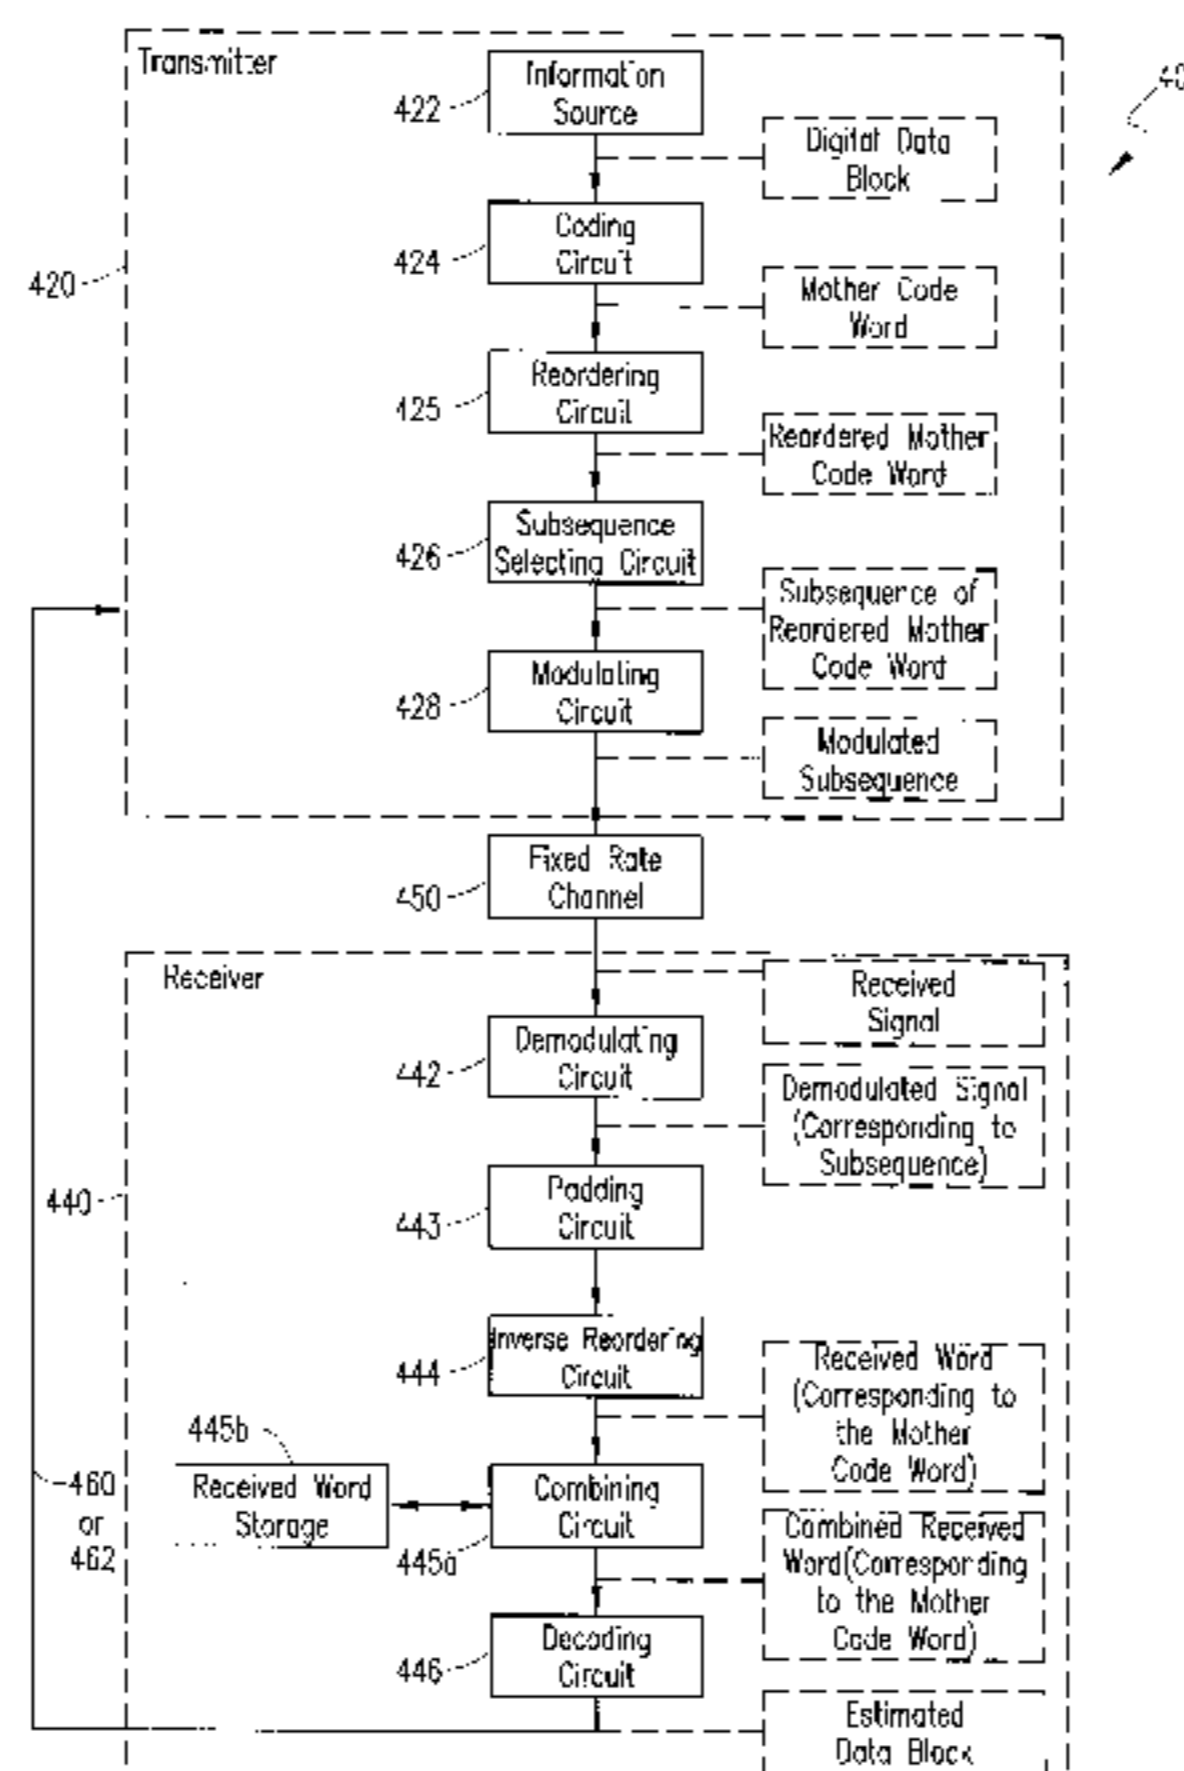 Transmitter
Information
Source
422
Digital Data
Block
Coding
Circuit
424
420
Mother Code
Word
Reordering
Circuit
425
Reordered Mother
Code Word
Subsequence
Selecting Circuit
426
Subsequence of
Reordered Mother
Code Word
Modulating
Circuit
428
Modulated
Subsequence
Fixed Rate
Channel
450
Receiver
Received
Signal
Demodulating
Circuit
442
Demodulated Signal
(Corresponding to
Subsequence)
440
Padding
Circuit
443
Inverse Reordering
Circuit
444
Received Word
(Corresponding to
the Mother
Code Word)
445b
Received Word
Storage
Combining
Circuit
445a
460
or
462
Combined Received
Word(Corresponding
to the Mother
Code Word)
Decoding
Circuit
446
Estimated
Data Block